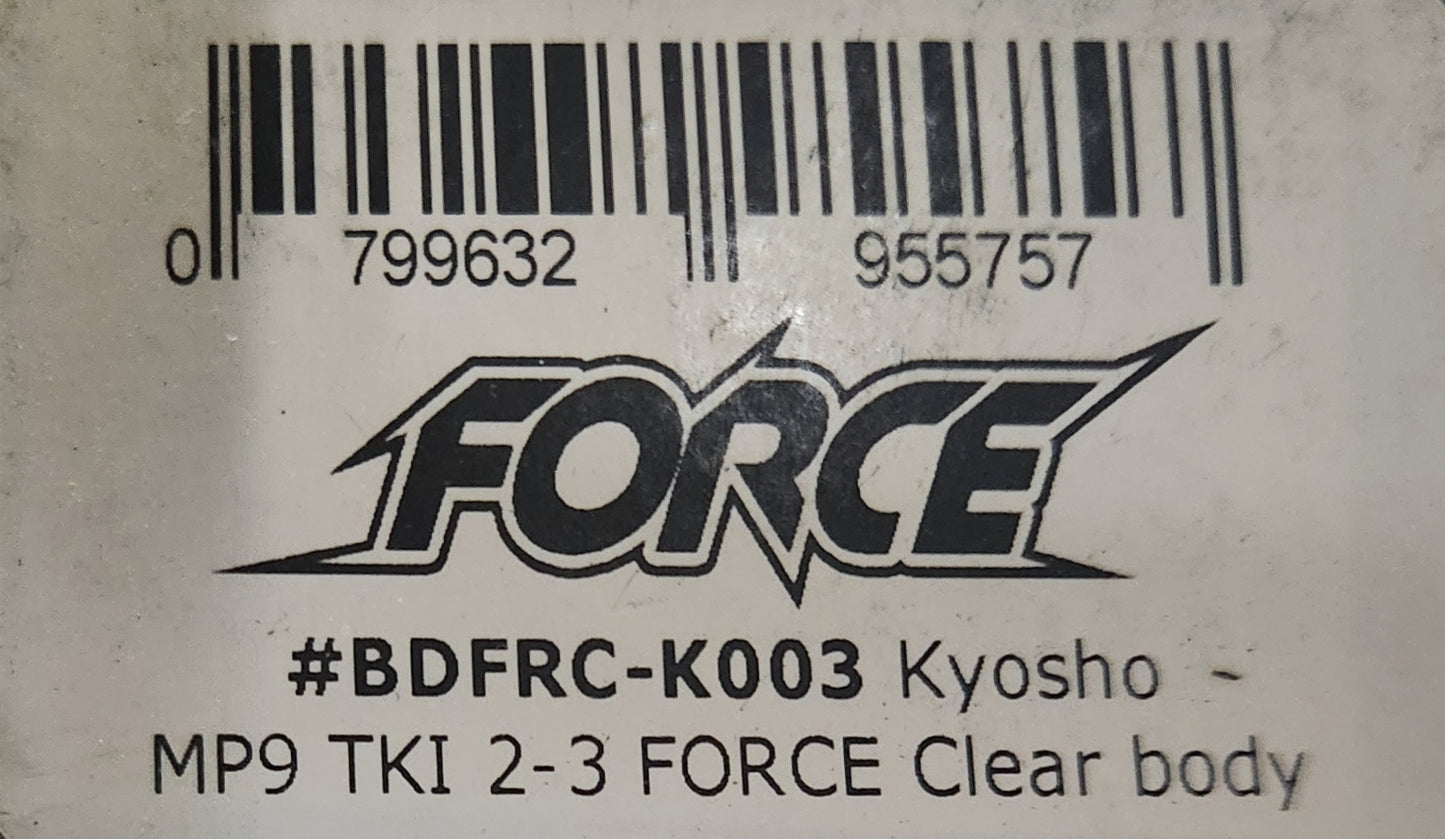 0 799632 955757
FORCE
#BDFRC-K003 Kyosho
MP9 TKI 2-3 FORCE Clear body